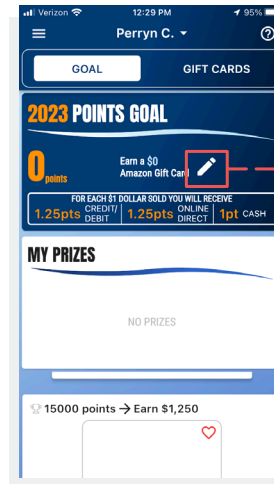 Verizon 12:29 PM 95%
Perryn C.
GOAL GIFT CARDS
2023 POINTS GOAL
0 points
Earn a $0
Amazon Gift Card
FOR EACH $1 DOLLAR SOLD YOU WILL RECEIVE
1.25pts CREDIT/ DEBIT 1.25pts ONLINE DIRECT 1pt CASH
MY PRIZES
NO PRIZES
15000 points → Earn $1,250